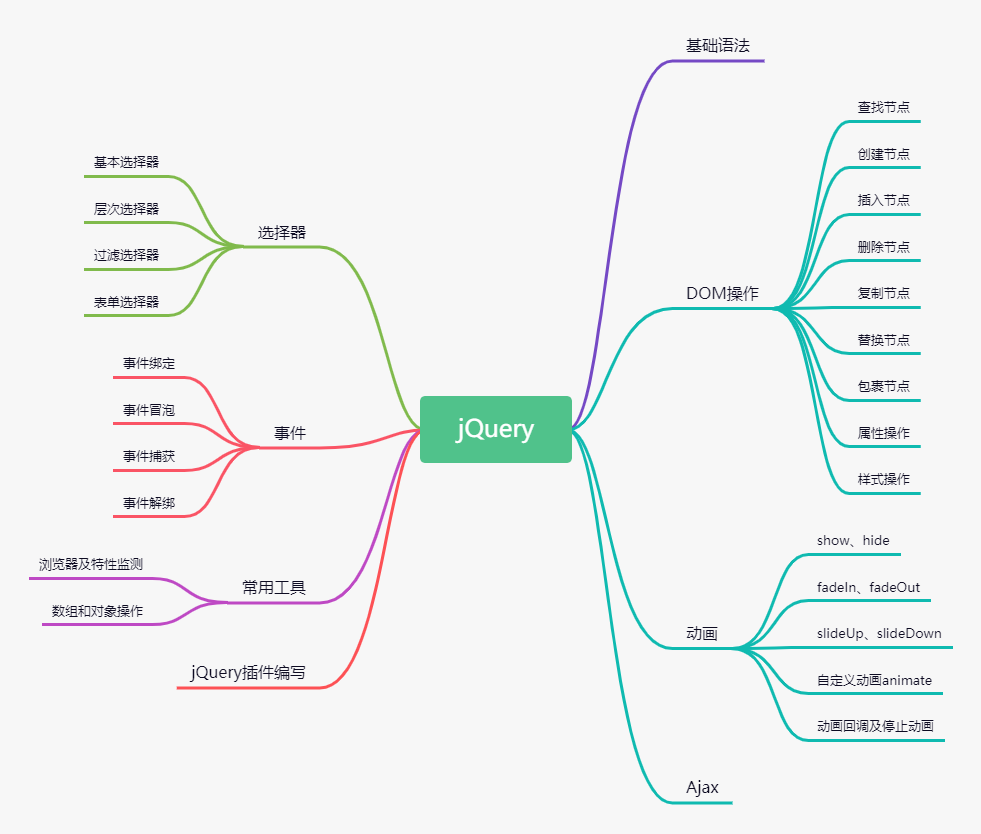 jQuery
基础语法
DOM操作
查找节点
创建节点
插入节点
删除节点
复制节点
替换节点
包裹节点
属性操作
样式操作
动画
show、hide
fadeIn、fadeOut
slideUp、slideDown
自定义动画animate
动画回调及停止动画
Ajax
选择器
基本选择器
层次选择器
过滤选择器
表单选择器
事件
事件绑定
事件冒泡
事件捕获
事件解绑
常用工具
浏览器及特性监测
数组和对象操作
jQuery插件编写